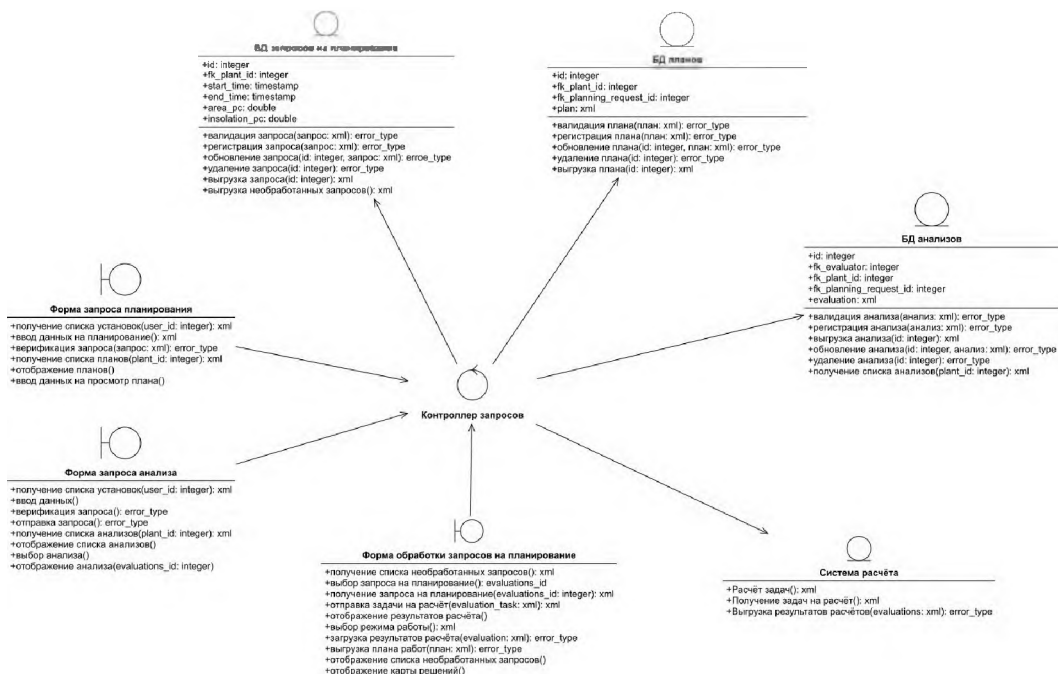 БД запросов на планирование
+id: integer
+fk_plant_id: integer
+start_time: timestamp
+end_time: timestamp
+area_pc: double
+insolation_pc: double
+валидация запроса(запрос: xml): error_type
+регистрация запроса(запрос: xml): error_type
+обновление запроса(id: integer, запрос: xml): erroe_type
+удаление запроса(id: integer): error_type
+выгрузка запроса(id: integer): xml
+выгрузка необработанных запросов(): xml
БД планов
+id: integer
+fk_plant_id: integer
+fk_planning_request_id: integer
+plan: xml
+валидация плана(план: xml): error_type
+регистрация плана(план: xml): error_type
+обновление плана(id: integer, план: xml): error_type
+удаление плана(id: integer): error_type
+выгрузка плана(id: integer): xml
БД анализов
+id: integer
+fk_evaluator: integer
+fk_plant_id: integer
+fk_planning_request_id: integer
+evaluation: xml
+валидация анализа(анализ: xml): error_type
+регистрация анализа(анализ: xml): error_type
+выгрузка анализа(id: integer): xml
+обновление анализа(id: integer, анализ: xml): error_type
+удаление анализа(id: integer): error_type
+получение списка анализов(plant_id: integer): xml
Форма запроса планирования
+получение списка установок(user_id: integer): xml
+ввод данных на планирование(): xml
+верификация запроса(запрос: xml): error_type
+получение списка планов(plant_id: integer): xml
+отображение планов()
+ввод данных на просмотр плана()
Контроллер запросов
Форма запроса анализа
+получение списка установок(user_id: integer): xml
+ввод данных()
+верификация запроса(): error_type
+отправка запроса(): error_type
+получение списка анализов(plant_id: integer): xml
+отображение списка анализов()
+выбор анализа()
+отображение анализа(evaluations_id: integer)
Форма обработки запросов на планирование
+получение списка необработанных запросов(): xml
+выбор запроса на планирование(): evaluations_id
+получение запроса на планирование(evaluations_id: integer): xml
+отправка задачи на расчёт(evaluation_task: xml): xml
+отображение результатов расчёта()
+выбор режима работы(): xml
+загрузка результатов расчёта(evaluation: xml): error_type
+выгрузка плана работ(план: xml): error_type
+отображение списка необработанных запросов()
+отображение карты решений()
Система расчёта
+Расчёт задач(): xml
+Получение задач на расчёт(): xml
+Выгрузка результатов расчётов(evaluations: xml): error_type